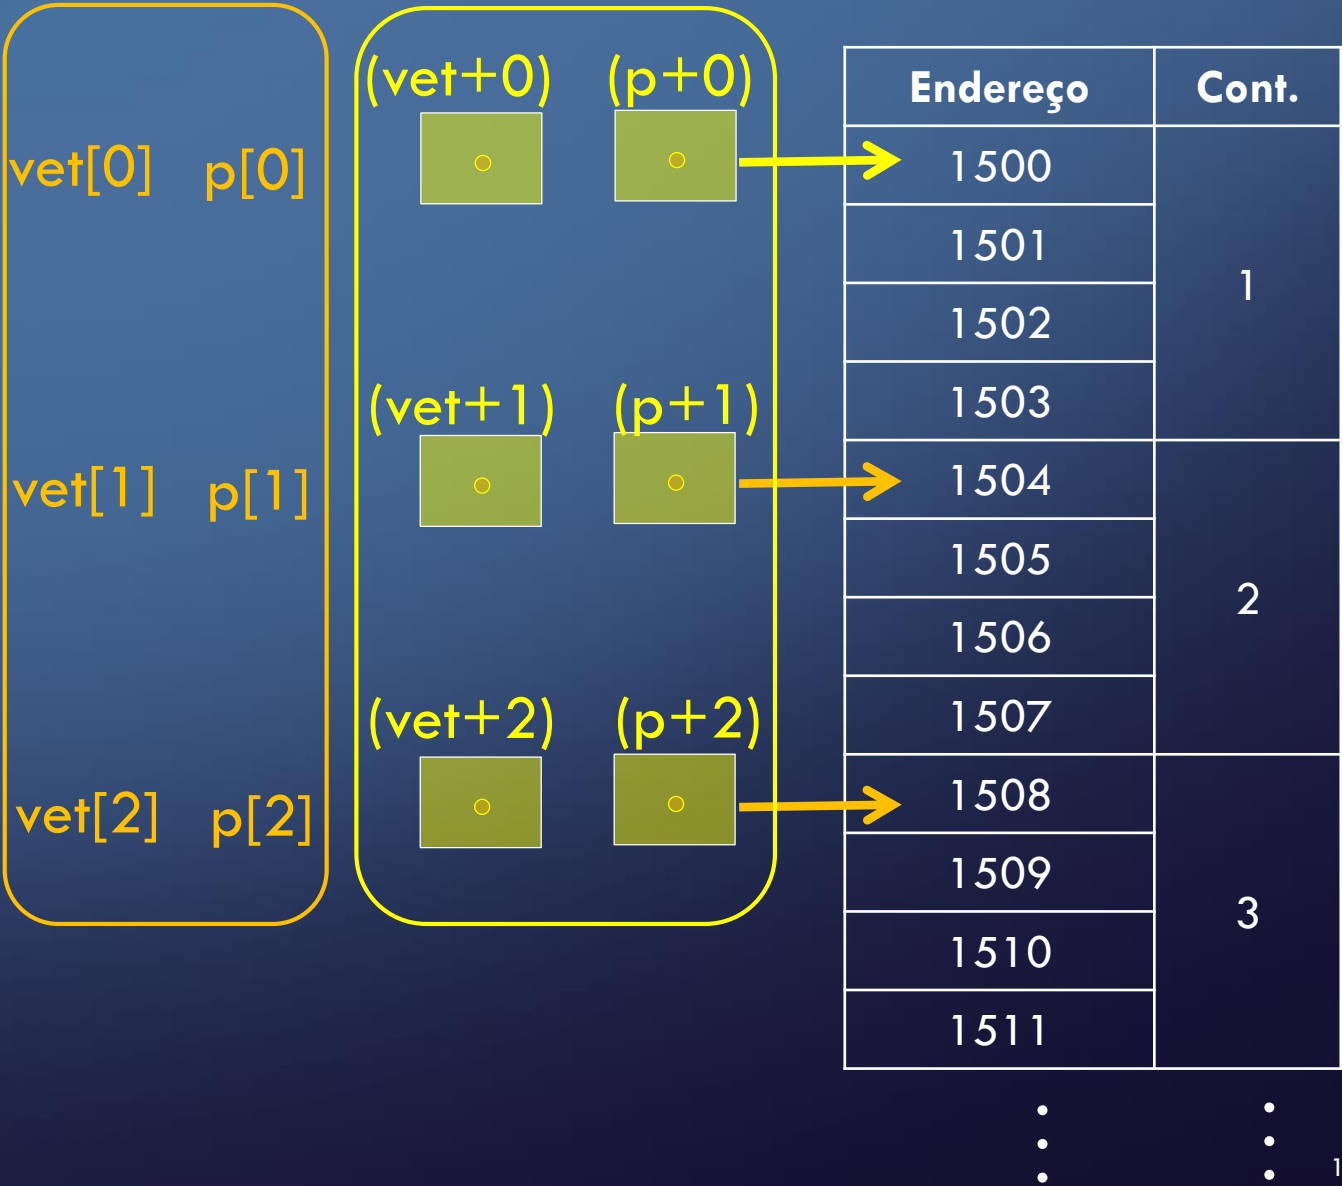 (vet+0) (p+0)
vet[0] p[0]
(vet+1) (p+1)
vet[1] p[1]
(vet+2) (p+2)
vet[2] p[2]
Endereço Cont.
1500
1501
1502
1503
1
1504
1505
1506
1507
2
1508
1509
1510
1511
3
1